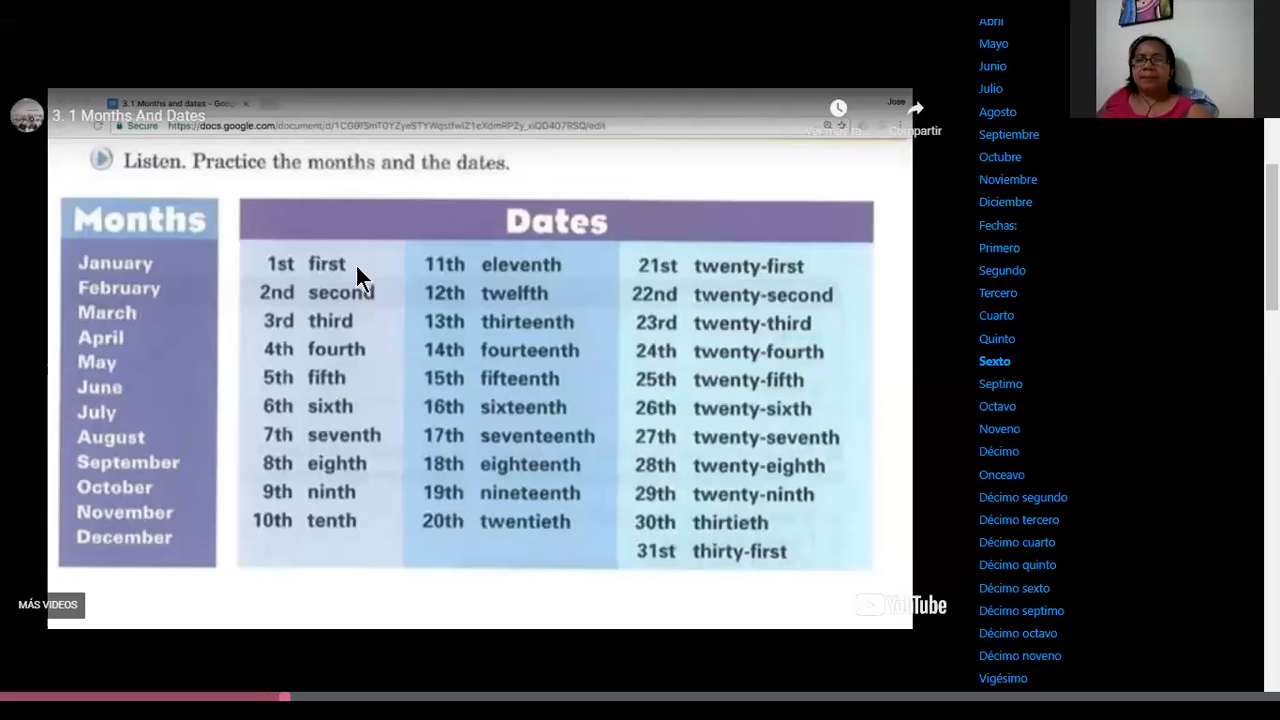 3. 1 Months and dates - Goo
Jose
3. 1 Months And Dates
Secure
Compartir
Listen. Practice the months and the dates.
Months
January
February
March
April
May
June
July
August
September
October
November
December
Dates
1st first
2nd second
3rd third
4th fourth
5th fifth
6th sixth
7th seventh
8th eighth
9th ninth
10th tenth
11th eleventh
12th twelfth
13th thirteenth
14th fourteenth
15th fifteenth
16th sixteenth
17th seventeenth
18th eighteenth
19th nineteenth
20th twentieth
21st twenty-first
22nd twenty-second
23rd twenty-third
24th twenty-fourth
25th twenty-fifth
26th twenty-sixth
27th twenty-seventh
28th twenty-eighth
29th twenty-ninth
30th thirtieth
31st thirty-first
MÁS VIDEOS
YouTube
Abril
Mayo
Junio
Julio
Agosto
Septiembre
Octubre
Noviembre
Diciembre
Fechas:
Primero
Segundo
Tercero
Cuarto
Quinto
Sexto
Septimo
Octavo
Noveno
Décimo
Onceavo
Décimo segundo
Décimo tercero
Décimo cuarto
Décimo quinto
Décimo sexto
Décimo septimo
Décimo octavo
Décimo noveno
Vigésimo